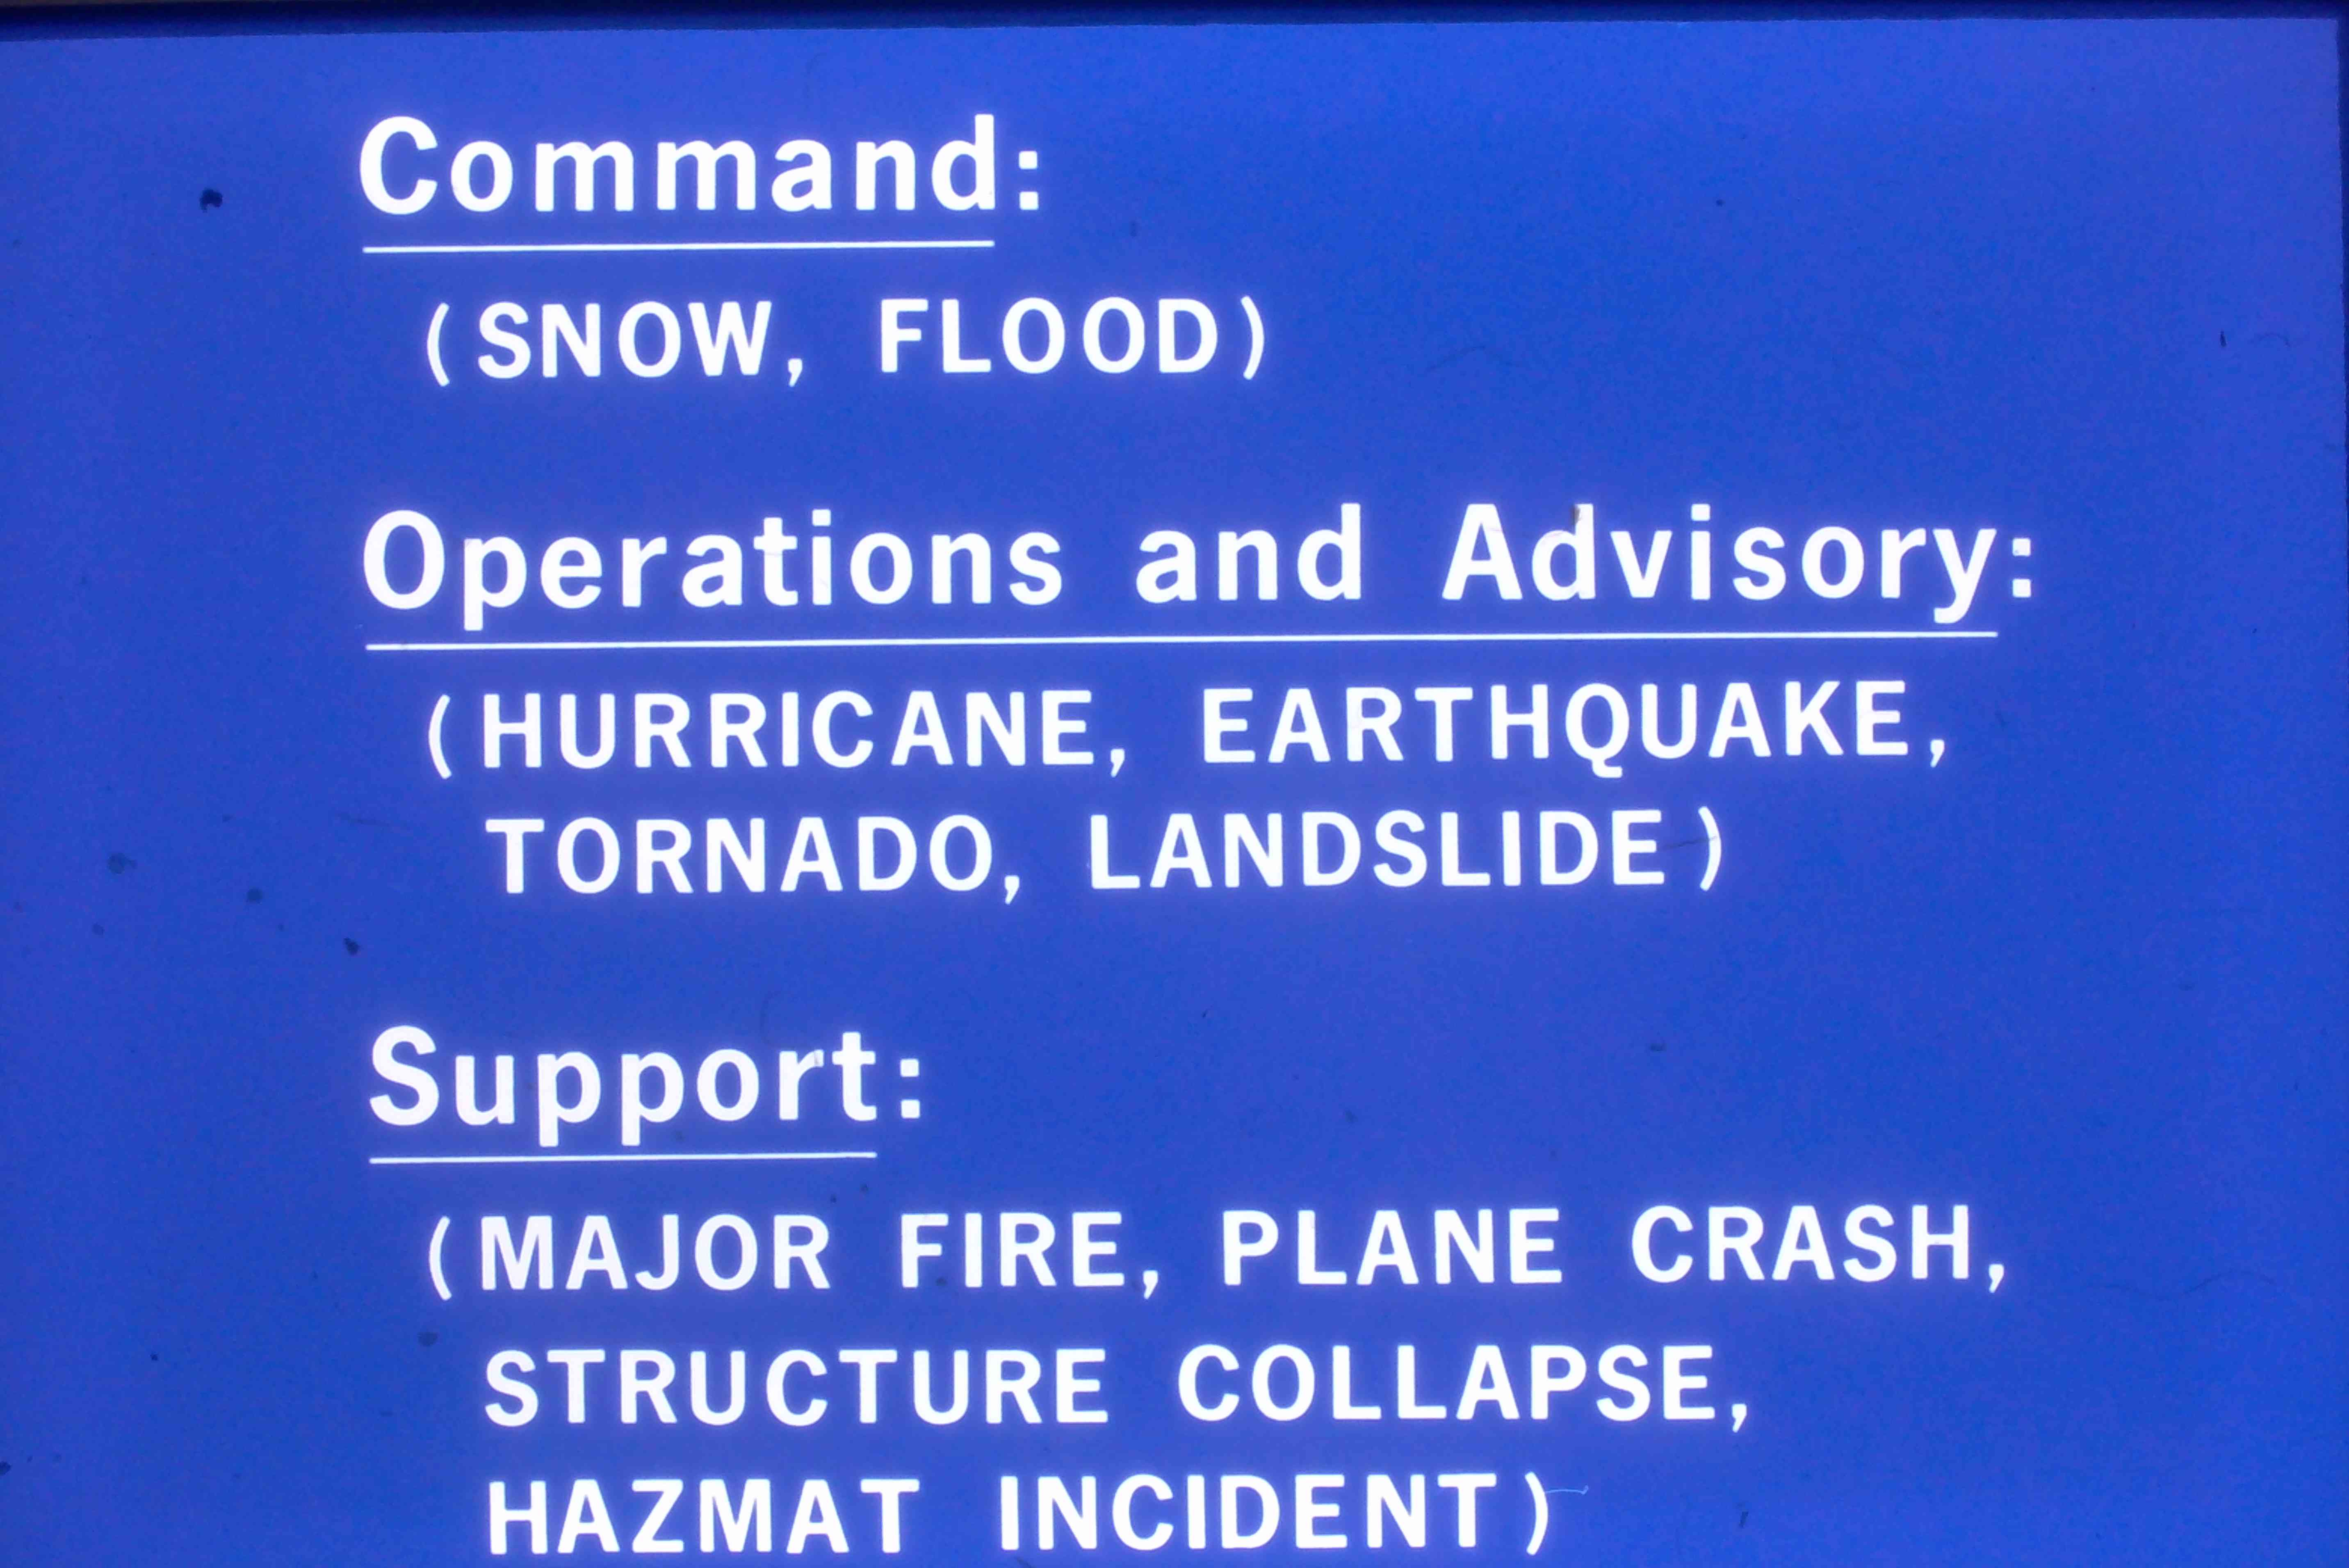 Command:
(SNOW, FLOOD)
Operations and Advisory:
(HURRICANE, EARTHQUAKE,
TORNADO, LANDSLIDE)
Support:
(MAJOR FIRE, PLANE CRASH,
STRUCTURE COLLAPSE,
HAZMAT INCIDENT)